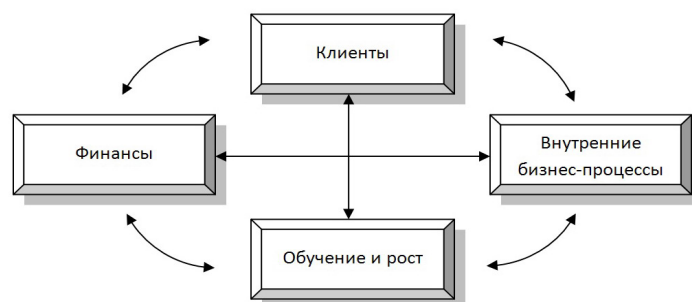 Клиенты
Финансы
Внутренние
бизнес-процессы
Обучение и рост